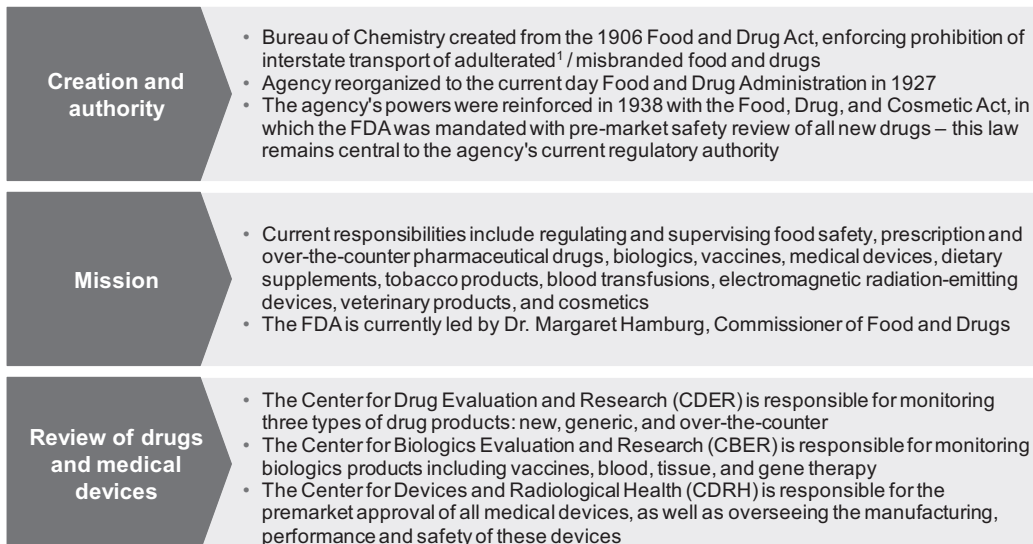 Creation and
authority
• Bureau of Chemistry created from the 1906 Food and Drug Act, enforcing prohibition of
interstate transport of adulterated¹ / misbranded food and drugs
• Agency reorganized to the current day Food and Drug Administration in 1927
• The agency's powers were reinforced in 1938 with the Food, Drug, and Cosmetic Act, in
which the FDA was mandated with pre-market safety review of all new drugs – this law
remains central to the agency's current regulatory authority
Mission
• Current responsibilities include regulating and supervising food safety, prescription and
over-the-counter pharmaceutical drugs, biologics, vaccines, medical devices, dietary
supplements, tobacco products, blood transfusions, electromagnetic radiation-emitting
devices, veterinary products, and cosmetics
• The FDA is currently led by Dr. Margaret Hamburg, Commissioner of Food and Drugs
Review of drugs
and medical
devices
• The Center for Drug Evaluation and Research (CDER) is responsible for monitoring
three types of drug products: new, generic, and over-the-counter
• The Center for Biologics Evaluation and Research (CBER) is responsible for monitoring
biologics products including vaccines, blood, tissue, and gene therapy
• The Center for Devices and Radiological Health (CDRH) is responsible for the
premarket approval of all medical devices, as well as overseeing the manufacturing,
performance and safety of these devices